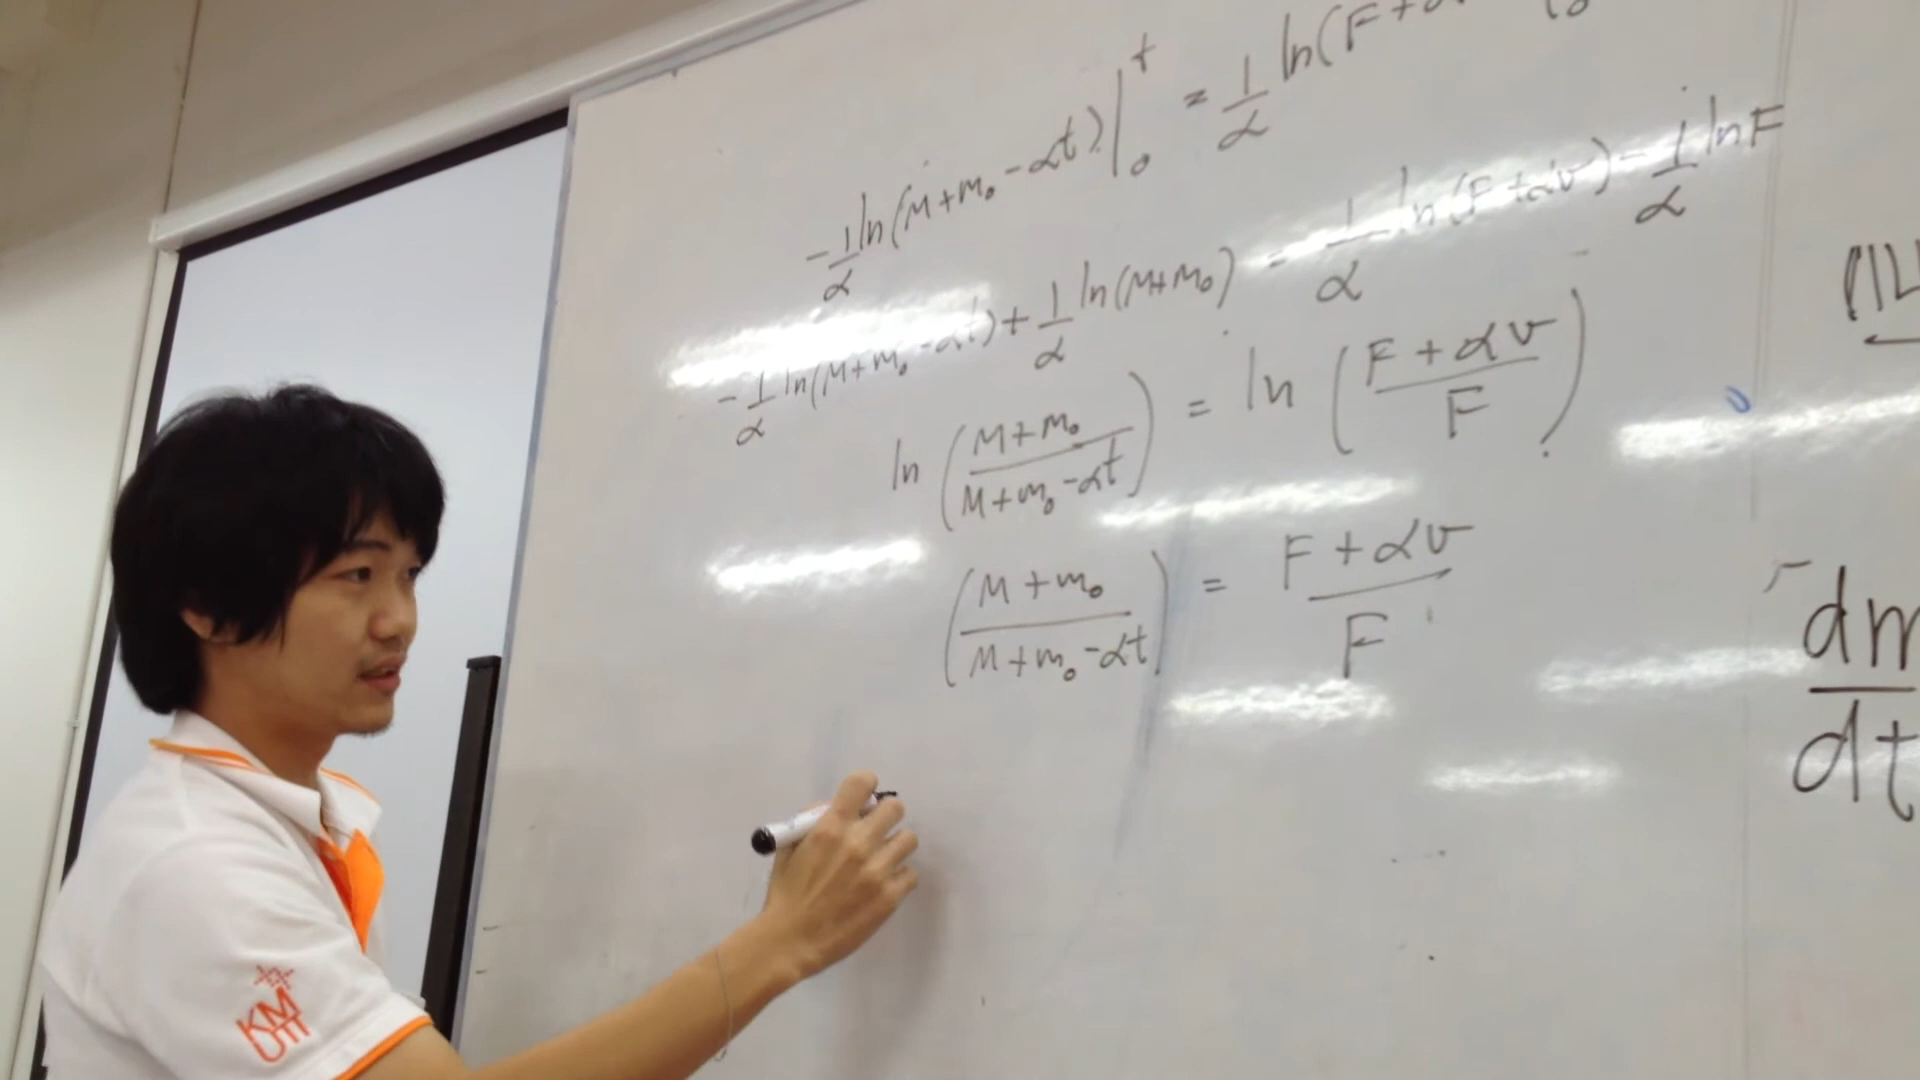 -1/α ln(M+m₀-αt)|₀ᵗ = 1/α ln(F+α
-1/α ln(M+m₀-αt)+1/α ln(M+m₀) = 1/α ln(F+αv)-1/α lnF
ln((M+m₀)/(M+m₀-αt)) = ln((F+αv)/F)
((M+m₀)/(M+m₀-αt)) = (F+αv)/F
dm/dt
KMUTT